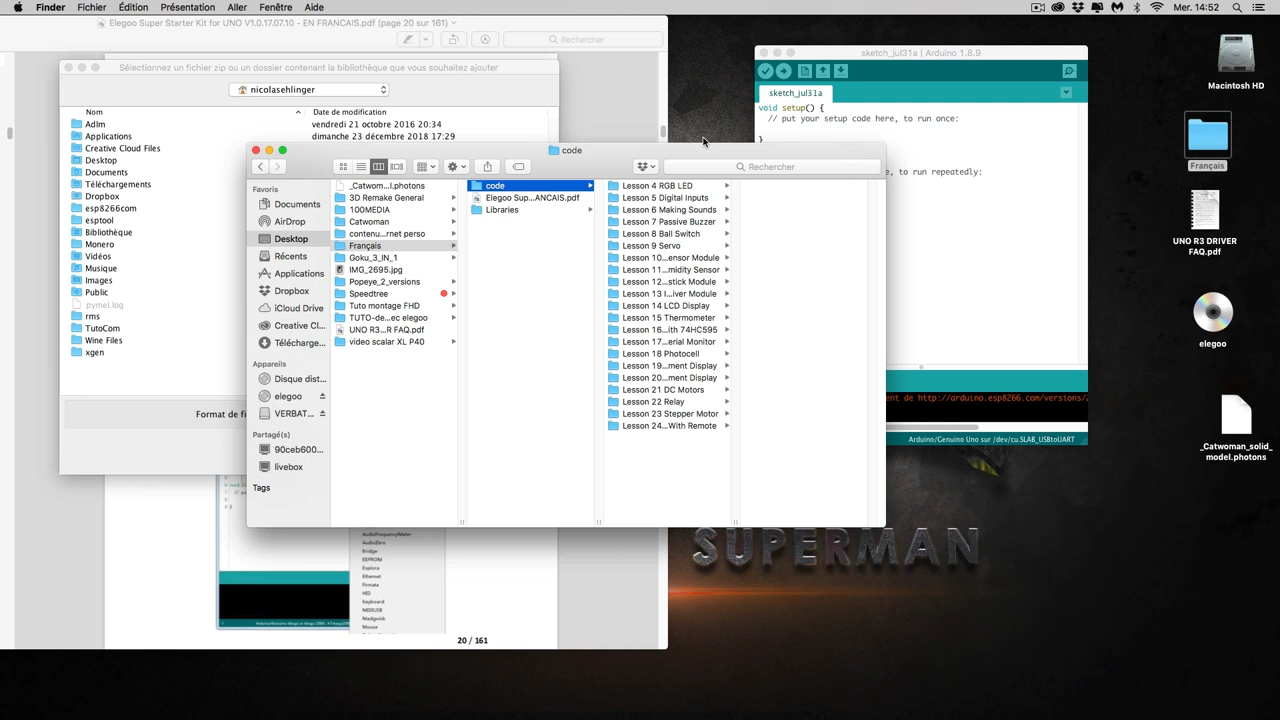 Finder Fichier Édition Présentation Aller Fenêtre Aide
Mer. 14:52
Elegoo Super Starter Kit for UNO V1.0.17.07.10 - EN FRANCAIS.pdf (page 20 sur 161)
Rechercher
Sélectionnez un fichier zip ou un dossier contenant la bibliothèque que vous souhaitez ajouter
nicolasehlinger
Nom
Date de modification
Adlm
vendredi 21 octobre 2016 20:34
Applications
dimanche 23 décembre 2018 17:29
Creative Cloud Files
Desktop
Documents
Téléchargements
Dropbox
esp8266com
esptool
Bibliothèque
Monero
Vidéos
Musique
Images
Public
pymel.log
rms
TutoCom
Wine Files
xgen
Format de fi
code
Rechercher
Favoris
Documents
AirDrop
Desktop
Récents
Applications
Dropbox
iCloud Drive
Creative Cl...
Télécharge...
Appareils
Disque dist...
elegoo
VERBAT...
Partagé(s)
90ceb600...
livebox
Tags
_Catwom...l.photons
3D Remake General
100MEDIA
Catwoman
contenu...rnet perso
Français
Goku_3_IN_1
IMG_2695.jpg
Popeye_2_versions
Speedtree
Tuto montage FHD
TUTO-de...ec elegoo
UNO R3...R FAQ.pdf
video scalar XL P40
code
Elegoo Sup...ANCAIS.pdf
Libraries
Lesson 4 RGB LED
Lesson 5 Digital Inputs
Lesson 6 Making Sounds
Lesson 7 Passive Buzzer
Lesson 8 Ball Switch
Lesson 9 Servo
Lesson 10...ensor Module
Lesson 11...midity Sensor
Lesson 12...stick Module
Lesson 13 I...iver Module
Lesson 14 LCD Display
Lesson 15 Thermometer
Lesson 16...ith 74HC595
Lesson 17...erial Monitor
Lesson 18 Photocell
Lesson 19...ment Display
Lesson 20...ment Display
Lesson 21 DC Motors
Lesson 22 Relay
Lesson 23 Stepper Motor
Lesson 24...With Remote
sketch_jul31a | Arduino 1.8.9
sketch_jul31a
void setup() {
// put your setup code here, to run once:
}
, to run repeatedly:
ent de http://arduino.esp8266.com/versions/
Arduino/Genuino Uno sur /dev/cu.SLAB_USBtoUART
AudioFrequencyMeter
AudioZero
Bridge
EEPROM
Esplora
Ethernet
Firmata
HID
Keyboard
Madgwick
Mouse
20 / 161
SUPERMAN
Macintosh HD
Français
UNO R3 DRIVER
FAQ.pdf
elegoo
_Catwoman_solid_
model.photons